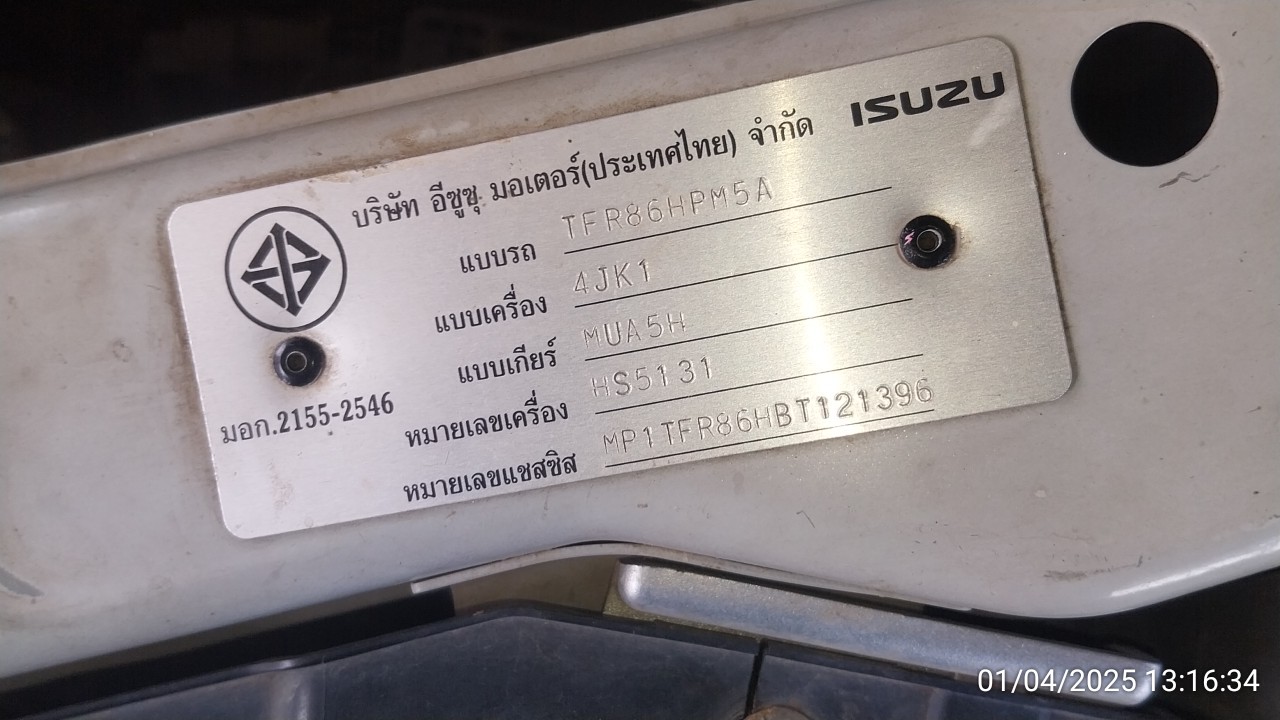 ISUZU
บริษัท อีซูซุ มอเตอร์(ประเทศไทย) จำกัด
แบบรถ TFR86HPM5A
แบบเครื่อง 4JK1
แบบเกียร์ MUA5H
หมายเลขเครื่อง HS5131
หมายเลขแชสซิส MP1TFR86HBT121396
มอก.2155-2546
01/04/2025 13:16:34